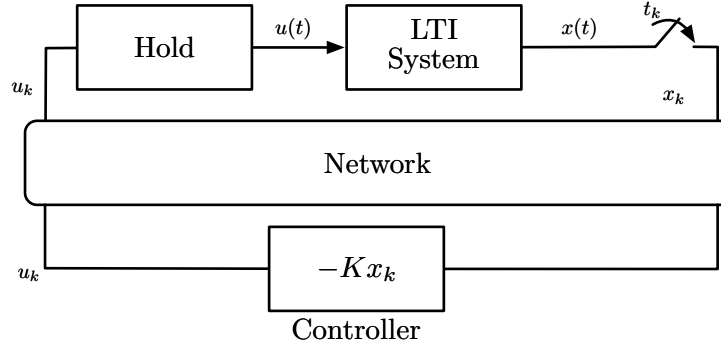 Hold
u(t)
LTI
System
x(t)
t_k
u_k
x_k
Network
u_k
−Kx_k
Controller